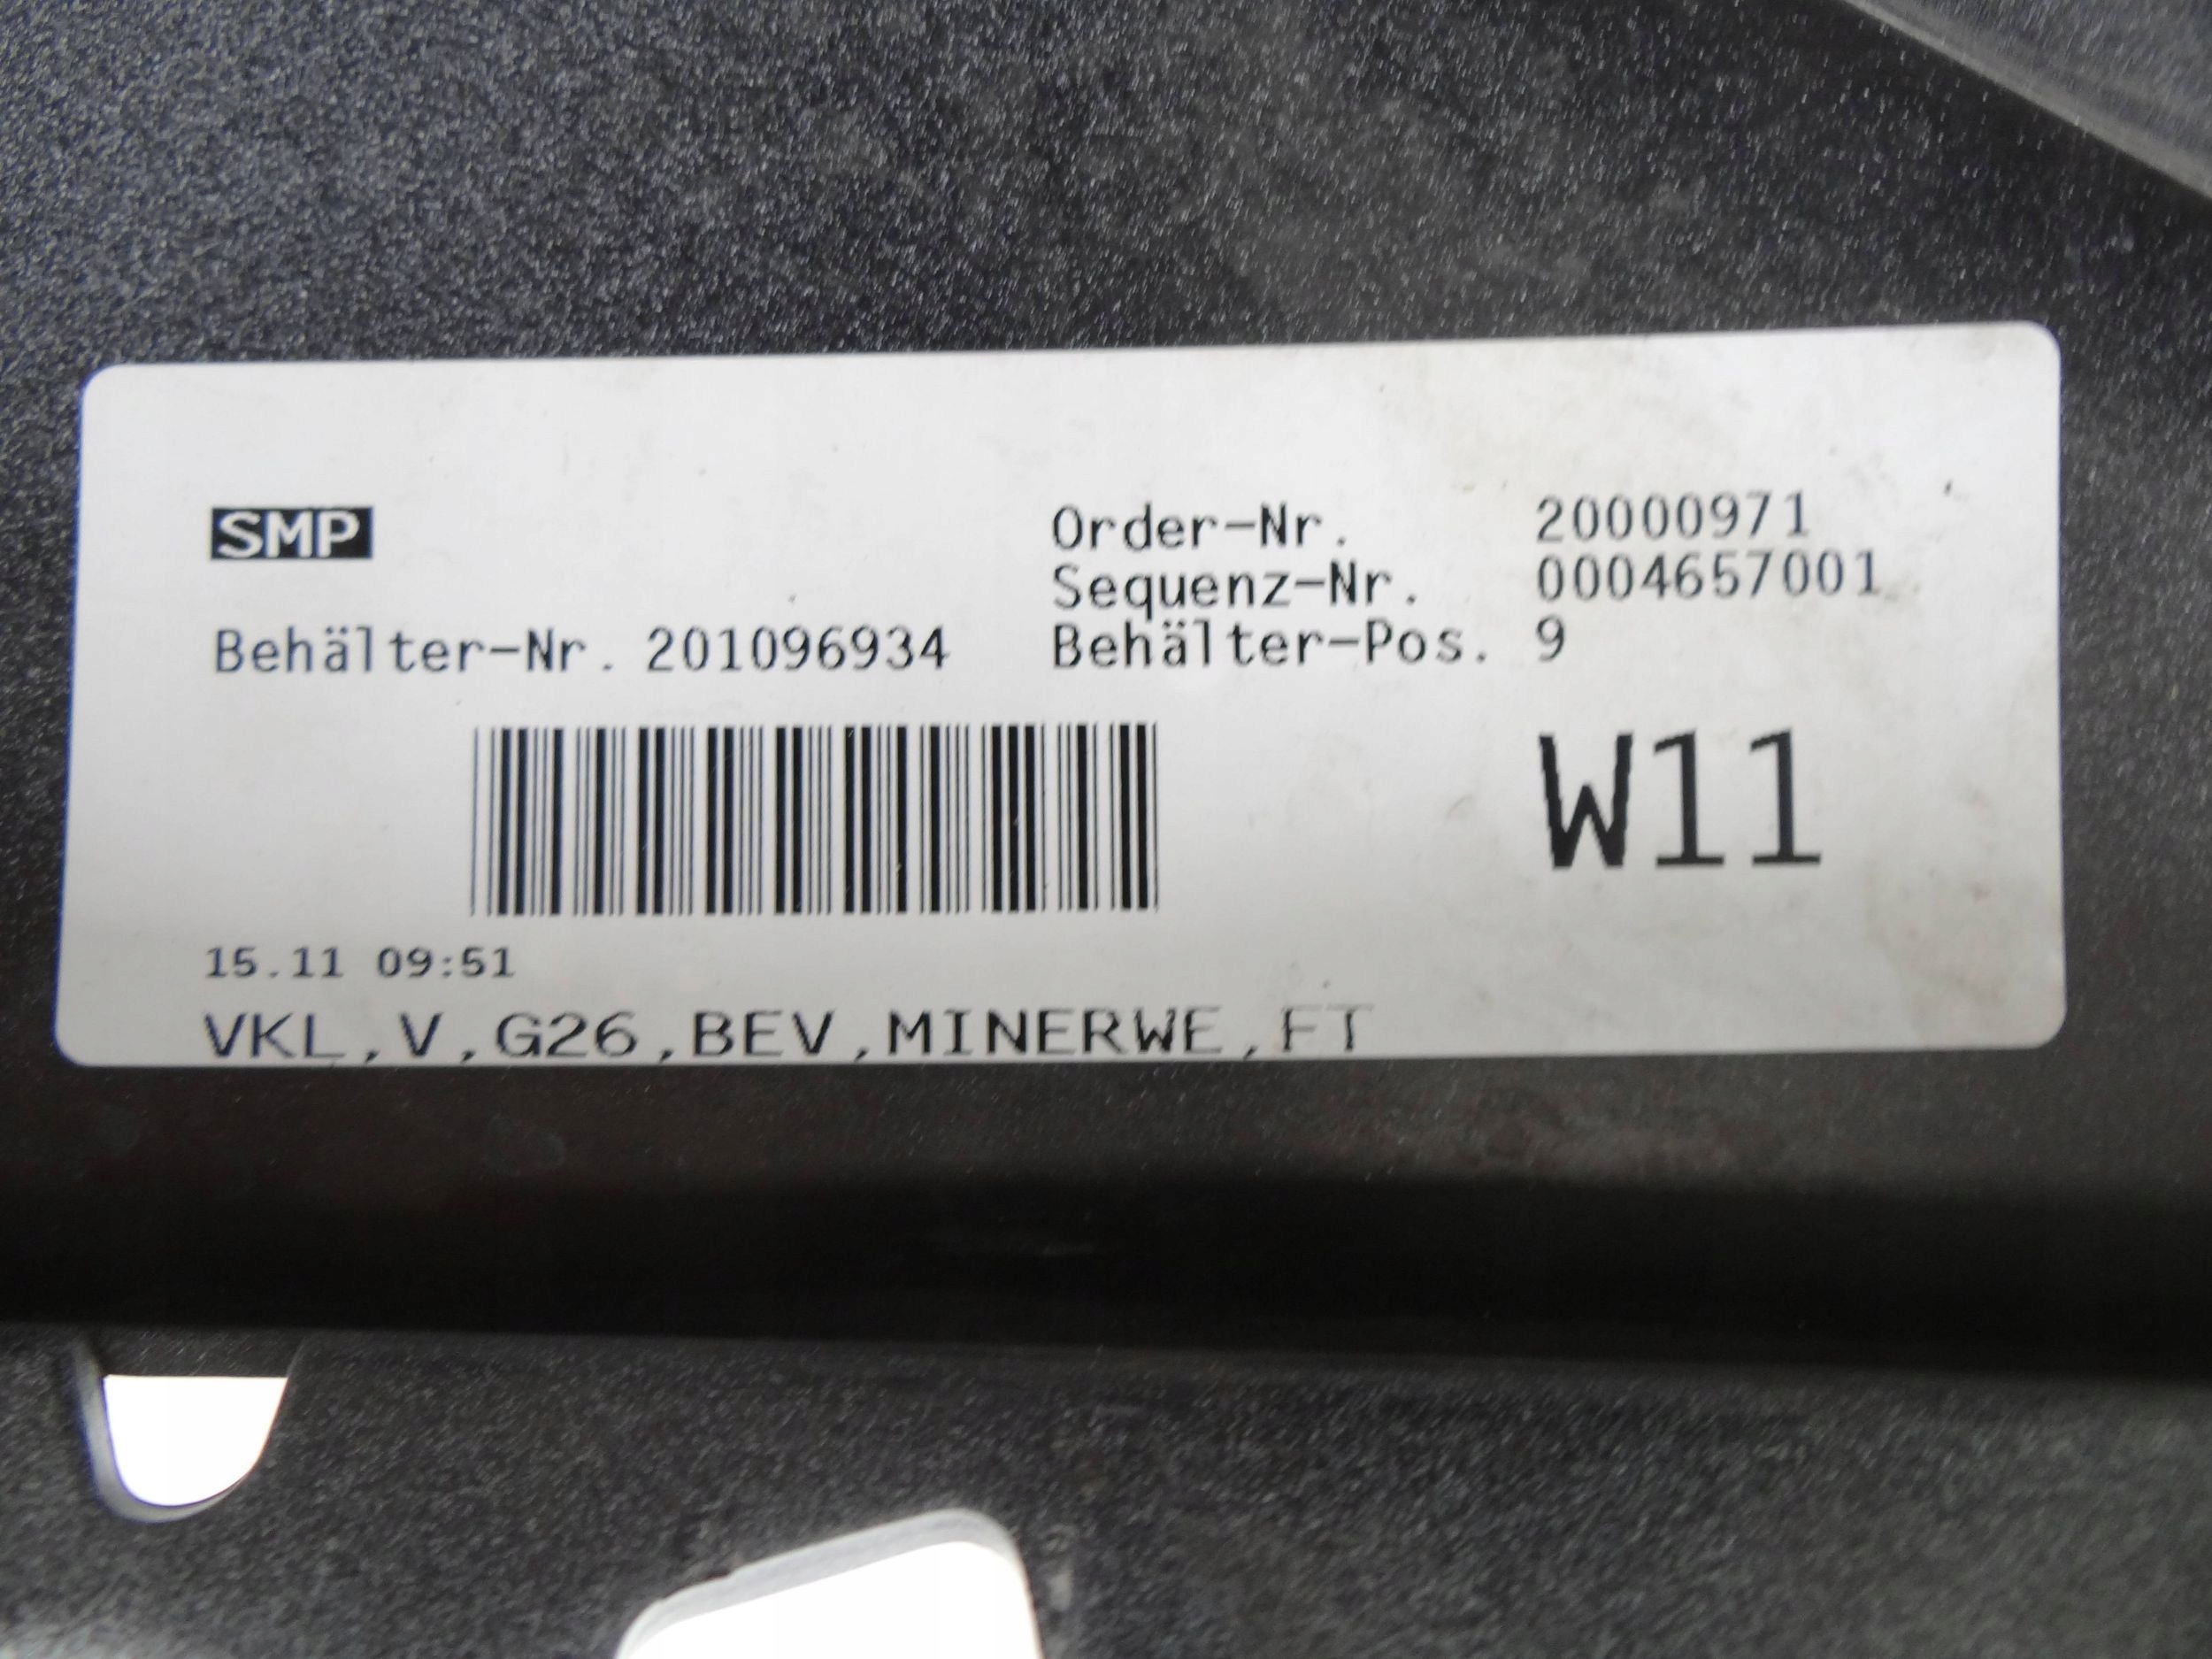 SMP
Order-Nr. 20000971
Sequenz-Nr. 0004657001
Behälter-Nr. 201096934 Behälter-Pos. 9
W11
15.11 09:51
VKL,V,G26,BEV,MINERWE,FT